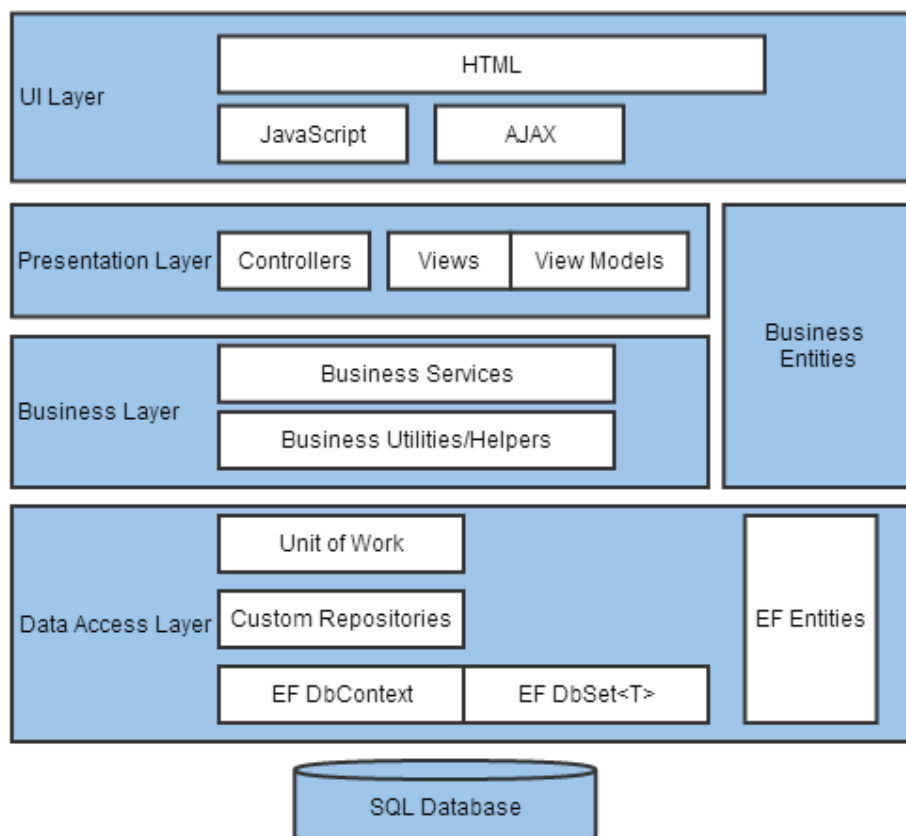 HTML
UI Layer
JavaScript
AJAX
Presentation Layer
Controllers
Views
View Models
Business
Entities
Business Services
Business Layer
Business Utilities/Helpers
Unit of Work
Custom Repositories
Data Access Layer
EF Entities
EF DbContext
EF DbSet<T>
SQL Database